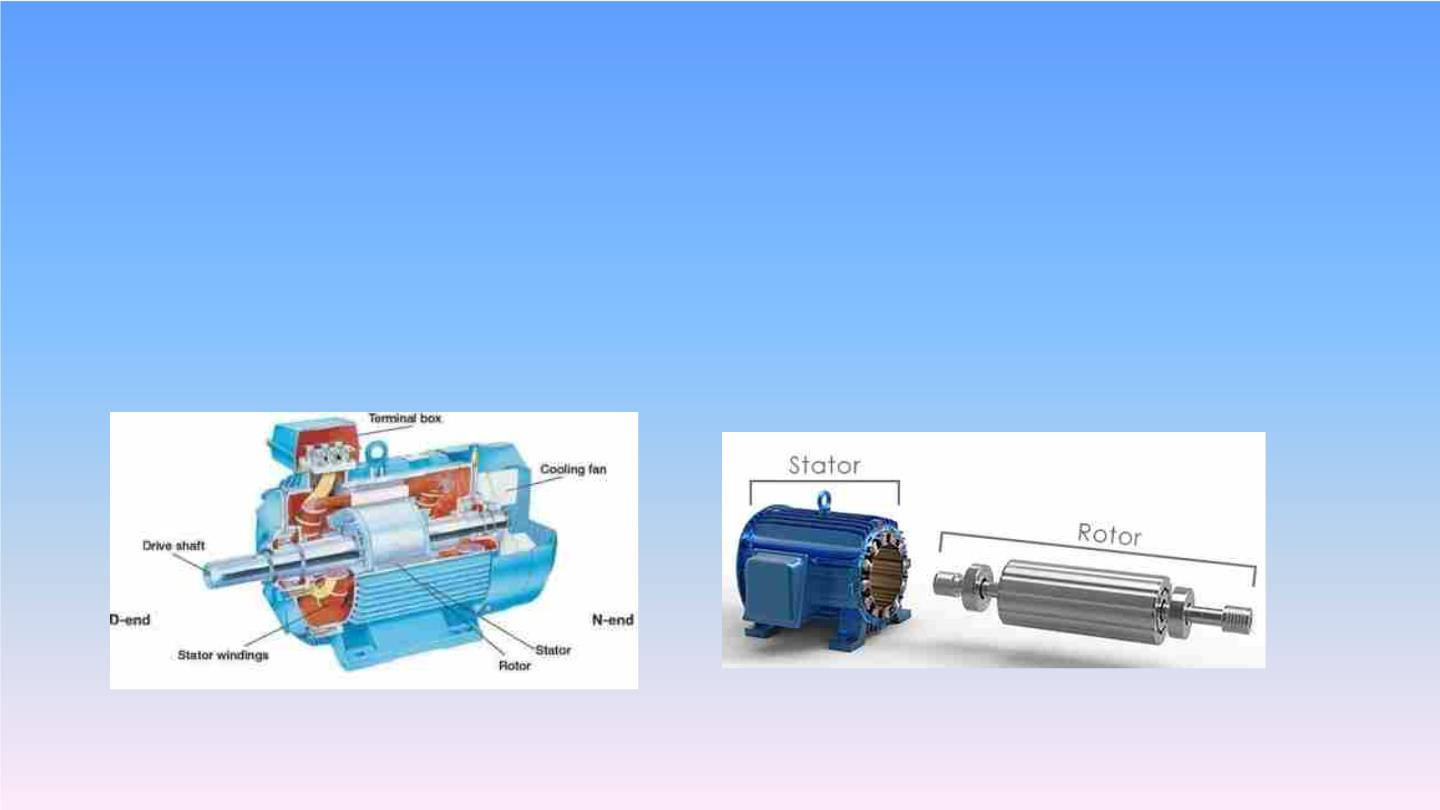 Terminal box
Cooling fan
Drive shaft
D-end
N-end
Stator windings
Stator
Rotor
Stator
Rotor